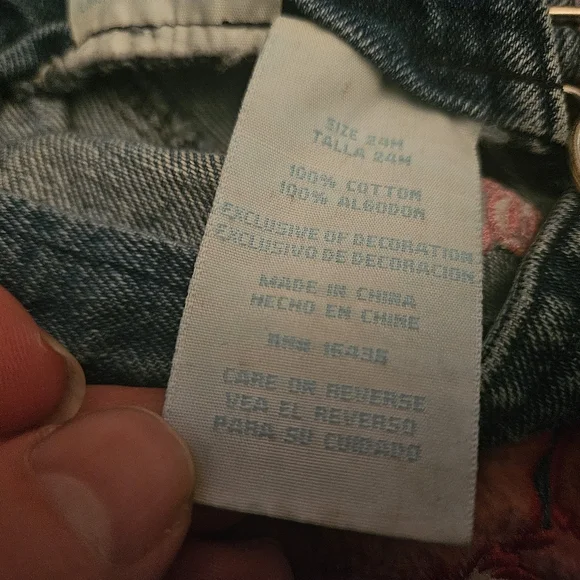 SIZE 24M
TALLA 24M
100% COTTON
100% ALGODON
EXCLUSIVE OF DECORATION
EXCLUSIVO DE DECORACION
MADE IN CHINA
HECHO EN CHINE
RN# 16435
CARE ON REVERSE
VEA EL REVERSO
PARA SU CUIDADO